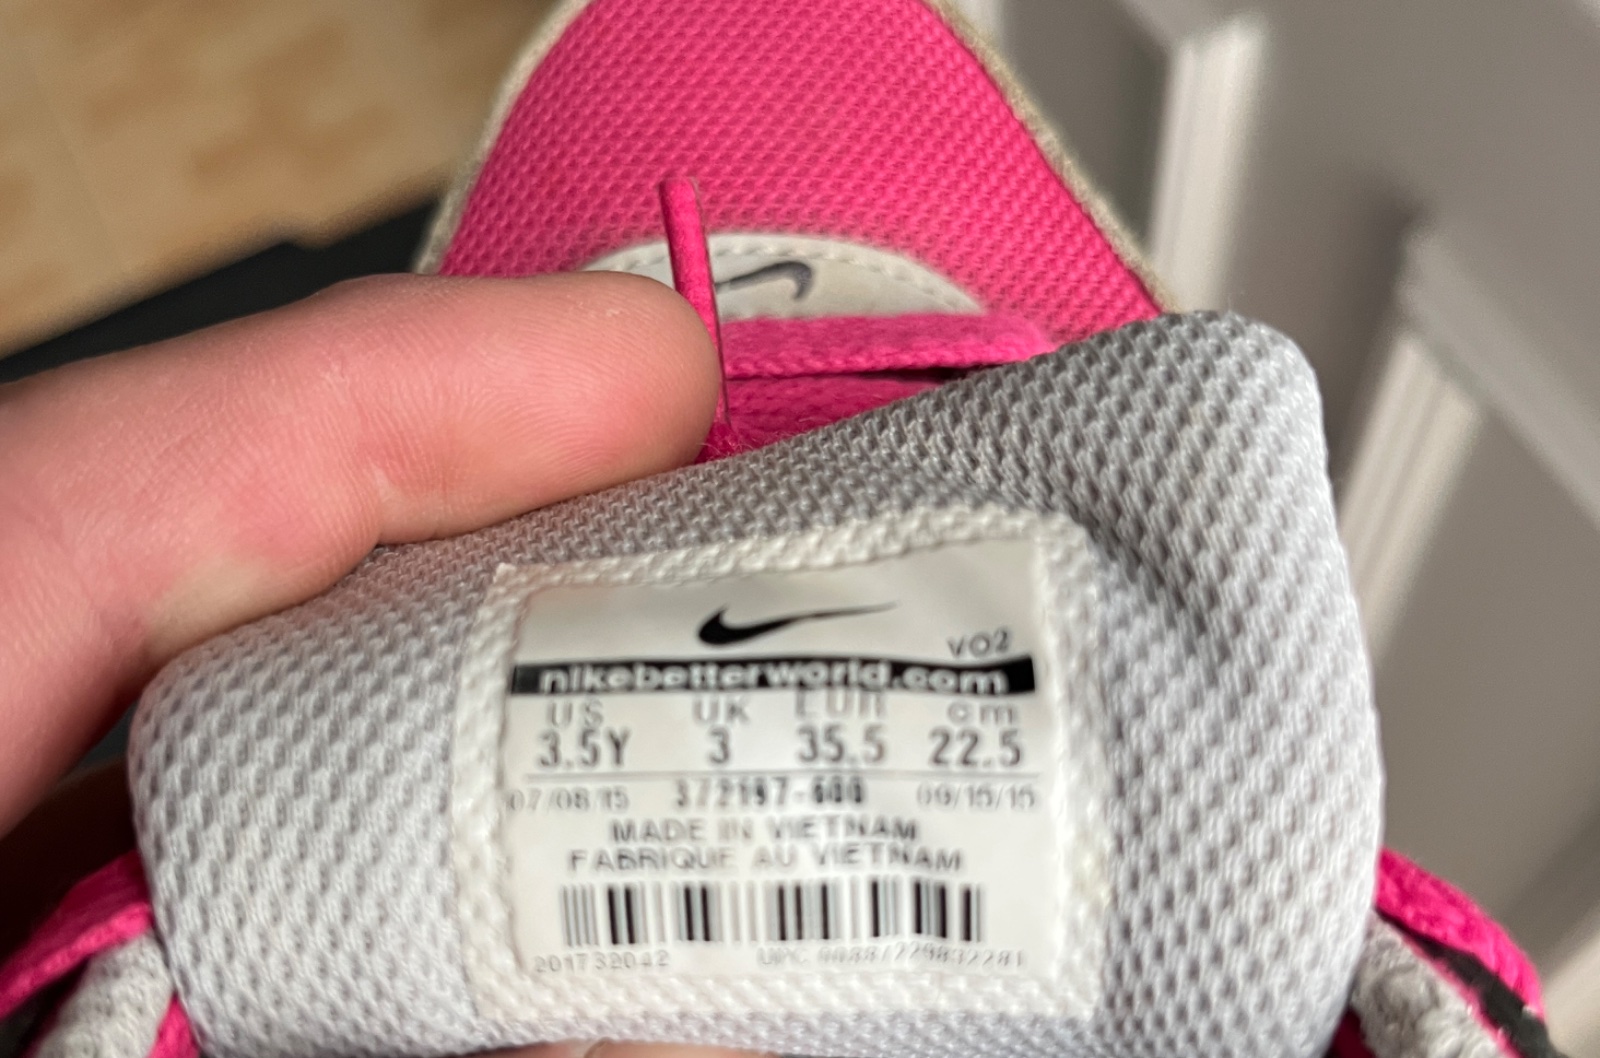 VO2
nikebetterworld.com
US UK EUR cm
3.5Y 3 35.5 22.5
07/08/15 09/15/15
MADE IN VIETNAM
FABRIQUE AU VIETNAM
201732042 UPC